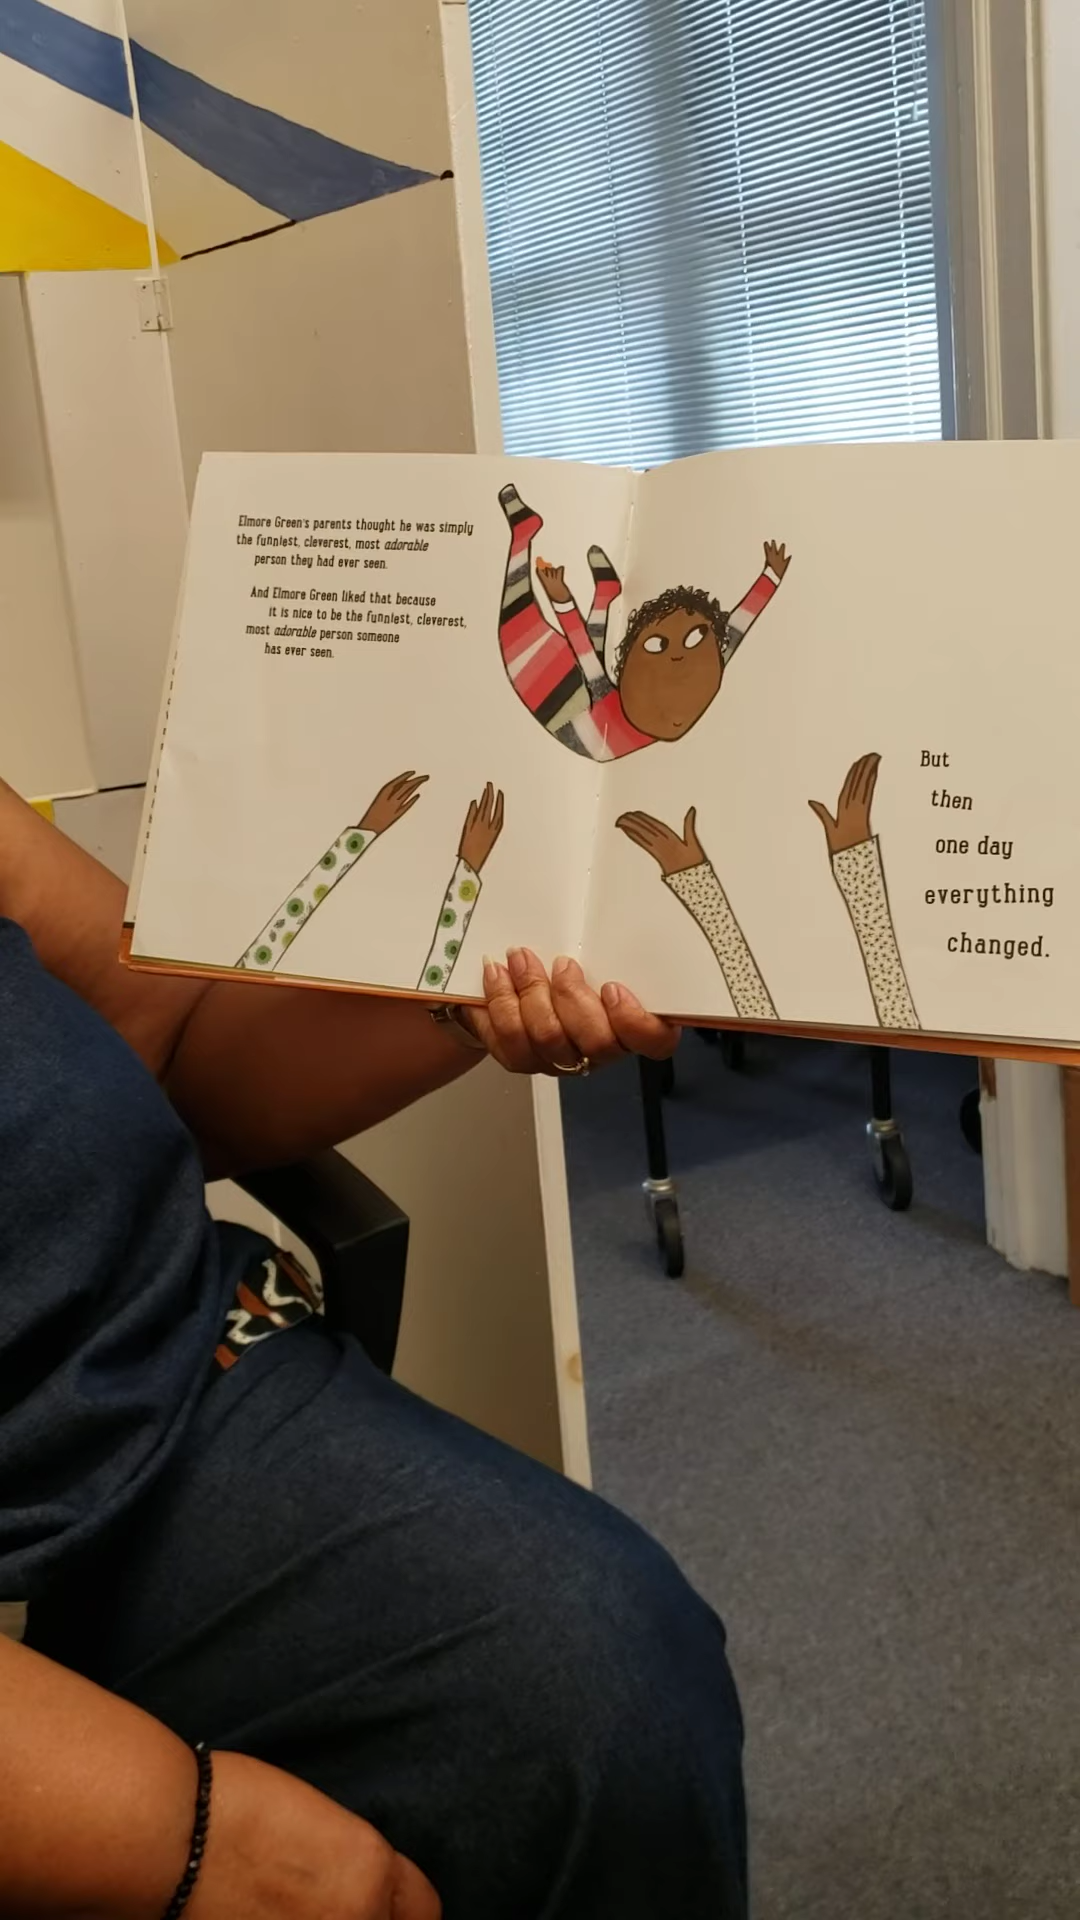 Elmore Green's parents thought he was simply
the funniest, cleverest, most adorable
person they had ever seen.
And Elmore Green liked that because
it is nice to be the funniest, cleverest,
most adorable person someone
has ever seen.
But
then
one day
everything
changed.